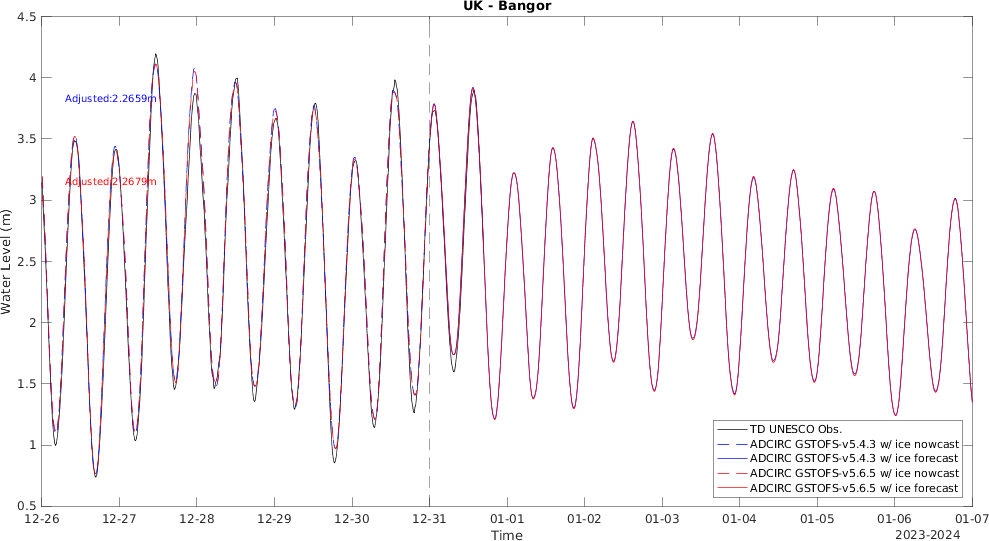 UK - Bangor
4.5
4
3.5
3
2.5
2
1.5
1
0.5
Water Level (m)
Adjusted:2.2659m
Adjusted:2.2679m
TD UNESCO Obs.
ADCIRC GSTOFS-v5.4.3 w/ ice nowcast
ADCIRC GSTOFS-v5.4.3 w/ ice forecast
ADCIRC GSTOFS-v5.6.5 w/ ice nowcast
ADCIRC GSTOFS-v5.6.5 w/ ice forecast
12-26 12-27 12-28 12-29 12-30 12-31 01-01 01-02 01-03 01-04 01-05 01-06 01-07
Time
2023-2024